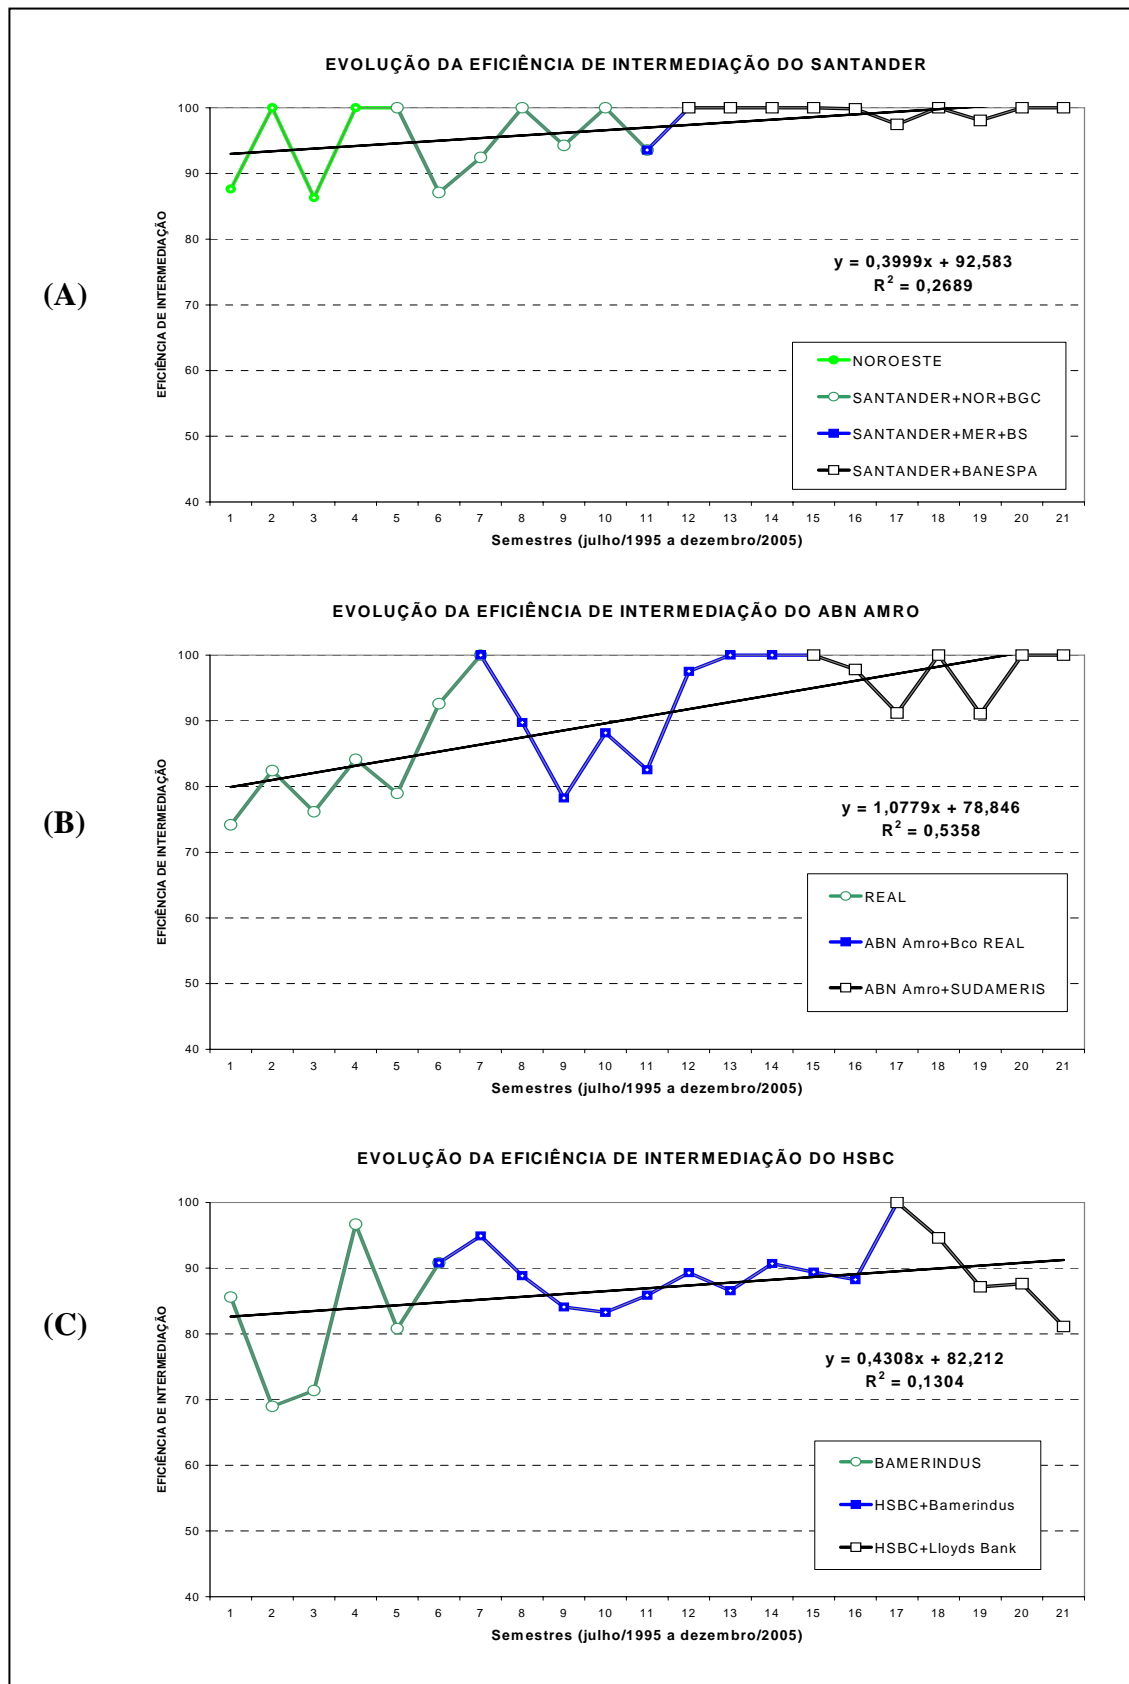 EVOLUÇÃO DA EFICIÊNCIA DE INTERMEDIAÇÃO DO SANTANDER
(A)
EFICIÊNCIA DE INTERMEDIAÇÃO
100
90
80
70
60
50
40
y = 0,3999x + 92,583
R² = 0,2689
NOROESTE
SANTANDER+NOR+BGC
SANTANDER+MER+BS
SANTANDER+BANESPA
1 2 3 4 5 6 7 8 9 10 11 12 13 14 15 16 17 18 19 20 21
Semestres (julho/1995 a dezembro/2005)
EVOLUÇÃO DA EFICIÊNCIA DE INTERMEDIAÇÃO DO ABN AMRO
(B)
EFICIÊNCIA DE INTERMEDIAÇÃO
100
90
80
70
60
50
40
y = 1,0779x + 78,846
R² = 0,5358
REAL
ABN Amro+Bco REAL
ABN Amro+SUDAMERIS
1 2 3 4 5 6 7 8 9 10 11 12 13 14 15 16 17 18 19 20 21
Semestres (julho/1995 a dezembro/2005)
EVOLUÇÃO DA EFICIÊNCIA DE INTERMEDIAÇÃO DO HSBC
(C)
EFICIÊNCIA DE INTERMEDIAÇÃO
100
90
80
70
60
50
40
y = 0,4308x + 82,212
R² = 0,1304
BAMERINDUS
HSBC+Bamerindus
HSBC+Lloyds Bank
1 2 3 4 5 6 7 8 9 10 11 12 13 14 15 16 17 18 19 20 21
Semestres (julho/1995 a dezembro/2005)